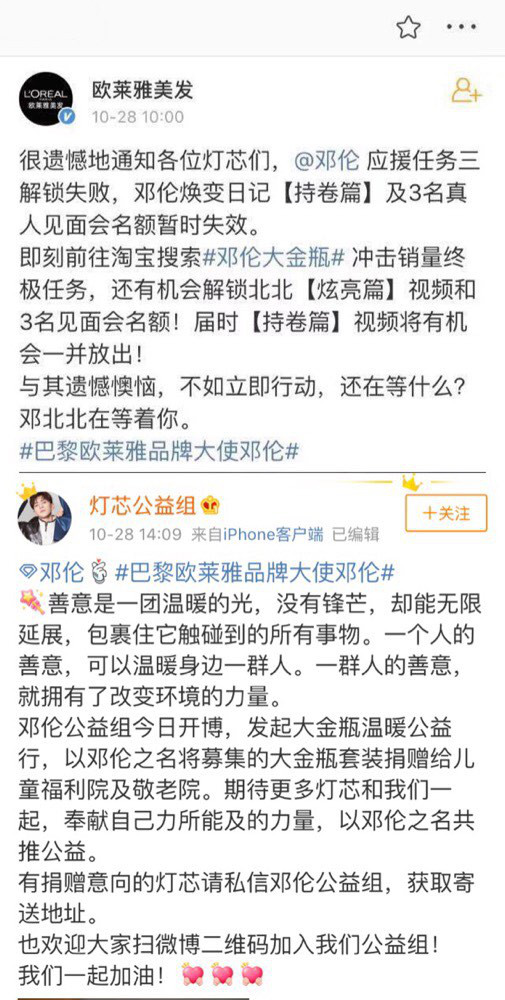 L'ORÉAL
PARIS
欧莱雅美发
欧莱雅美发
10-28 10:00
很遗憾地通知各位灯芯们，@邓伦 应援任务三
解锁失败，邓伦焕变日记【持卷篇】及3名真
人见面会名额暂时失效。
即刻前往淘宝搜索#邓伦大金瓶# 冲击销量终
极任务，还有机会解锁北北【炫亮篇】视频和
3名见面会名额！届时【持卷篇】视频将有机
会一并放出！
与其遗憾懊恼，不如立即行动，还在等什么？
邓北北在等着你。
#巴黎欧莱雅品牌大使邓伦#
灯芯公益组
10-28 14:09 来自iPhone客户端 已编辑
+关注
邓伦 #巴黎欧莱雅品牌大使邓伦#
善意是一团温暖的光，没有锋芒，却能无限
延展，包裹住它触碰到的所有事物。一个人的
善意，可以温暖身边一群人。一群人的善意，
就拥有了改变环境的力量。
邓伦公益组今日开博，发起大金瓶温暖公益
行，以邓伦之名将募集的大金瓶套装捐赠给儿
童福利院及敬老院。期待更多灯芯和我们一
起，奉献自己力所能及的力量，以邓伦之名共
推公益。
有捐赠意向的灯芯请私信邓伦公益组，获取寄
送地址。
也欢迎大家扫微博二维码加入我们公益组！
我们一起加油！